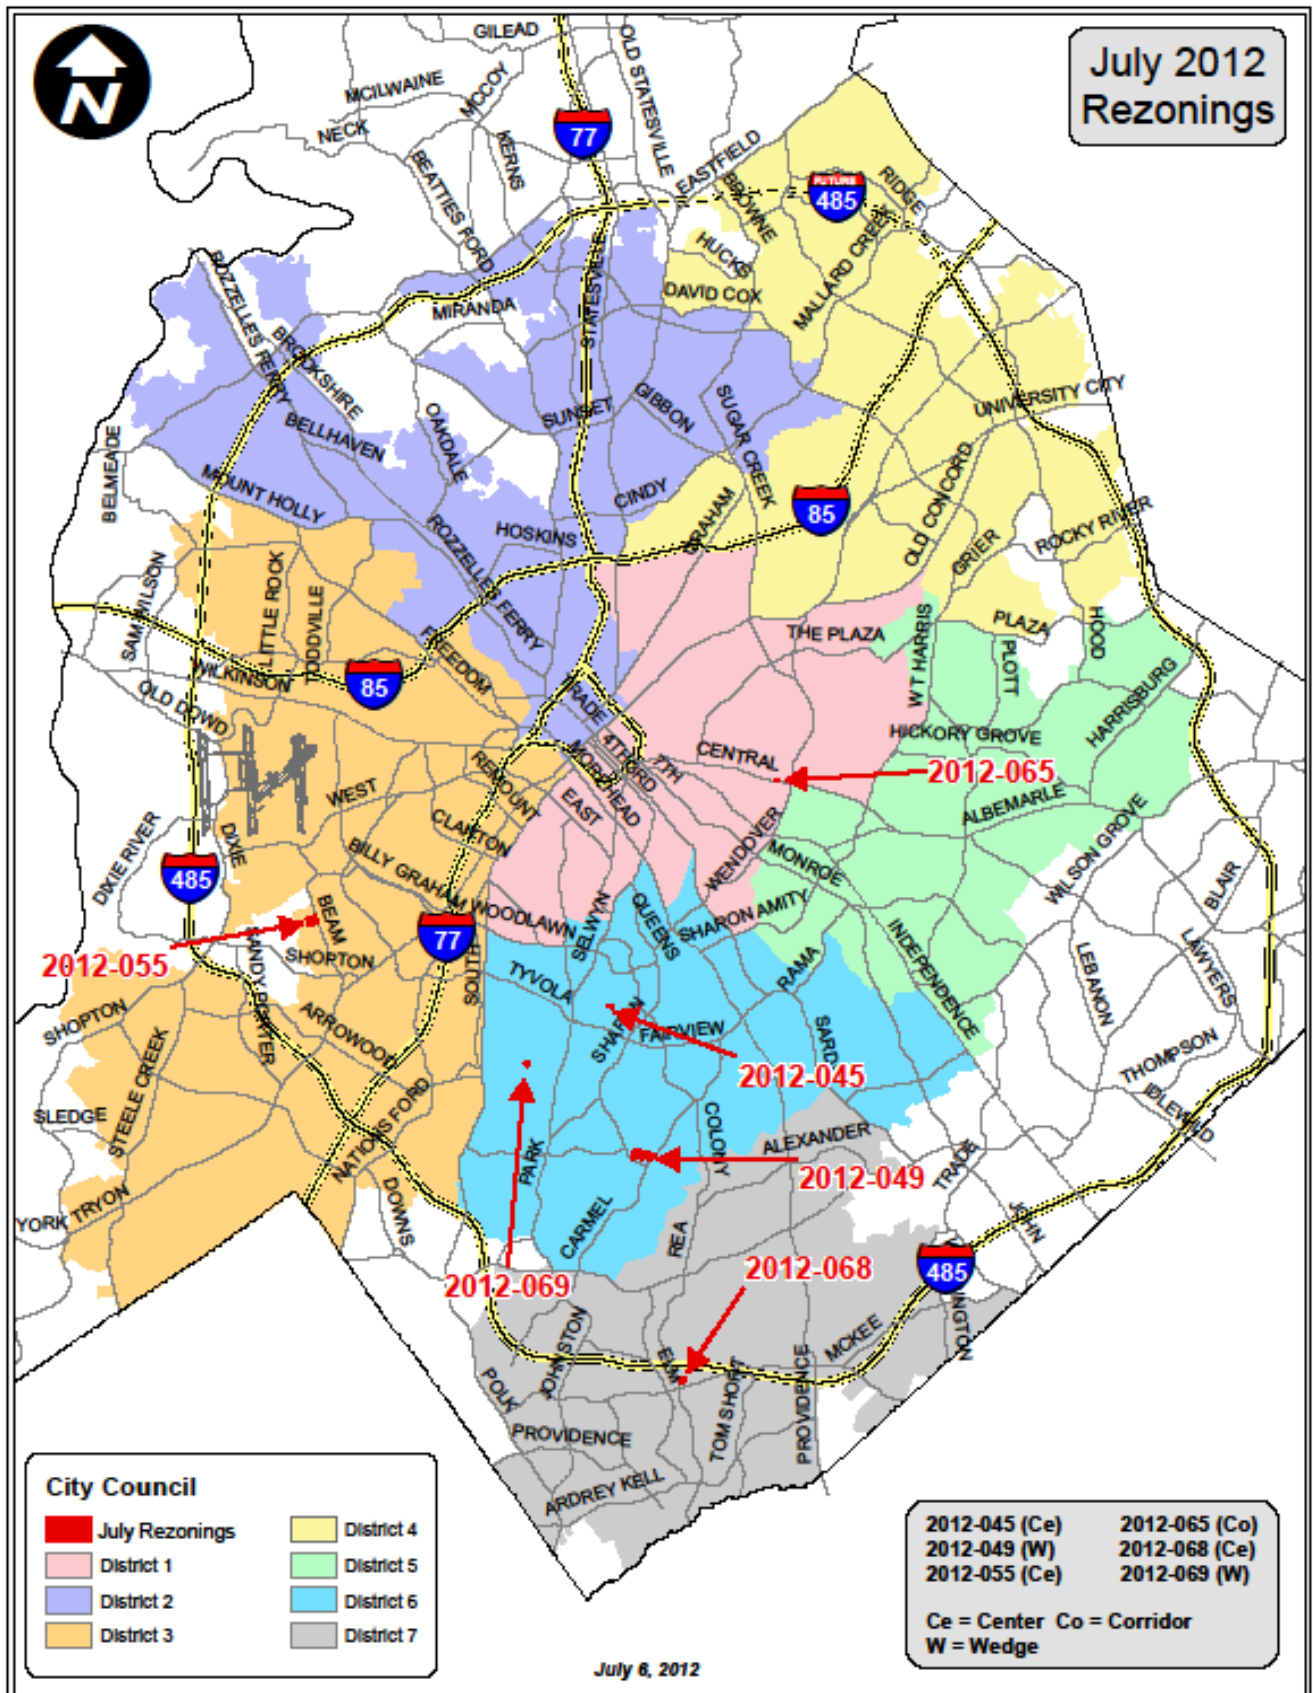 N
July 2012
Rezonings
GILEAD
OLD STATESVILLE
MCILWAINE
MCCOY
NECK
77
KERNS
BEATTIES FORD
EASTFIELD
BROWNE
FUTURE
485
RIDGE
HUCKS
MALLARD CREEK
DAVID COX
ROZZELLES FERRY
MIRANDA
STATESVILLE
BROOKSHIRE
UNIVERSITY CITY
SUNSET
GIBBON
SUGAR CREEK
BELLHAVEN
OAKDALE
BELMEADE
MOUNT HOLLY
CINDY
GRAHAM
85
OLD CONCORD
ROCKY RIVER
GRIER
HOSKINS
ROZZELLES FERRY
SAM WILSON
LITTLE ROCK
TODDVILLE
FREEDOM
THE PLAZA
WT HARRIS
PLAZA
HOOD
PLOTT
WILKINSON
85
OLD DOWD
TRADE
HARRISBURG
HICKORY GROVE
CENTRAL
4TH
FORD
7TH
MOREHEAD
REMOUNT
2012-065
WEST
EAST
ALBEMARLE
CLANTON
DIXIE RIVER
DIXIE
WENDOVER
MONROE
WILSON GROVE
BILLY GRAHAM
WOODLAWN
485
BLAIR
BEAM
SELWYN
QUEENS
SHARON AMITY
77
INDEPENDENCE
2012-055
SANDY PORTER
SHOPTON
SOUTH
TYVOLA
RAMA
LEBANON
LAWYERS
SHOPTON
ARROWOOD
SHARON
FAIRVIEW
SARDIS
STEELE CREEK
2012-045
THOMPSON
IDLEWILD
SLEDGE
NATIONS FORD
COLONY
ALEXANDER
PARK
2012-049
TRADE
YORK
TRYON
DOWNS
CARMEL
REA
JOHN
2012-069
2012-068
485
INGTON
JOHNSTON
ELM
MCKEE
POLK
TOM SHORT
PROVIDENCE
PROVIDENCE
ARDREY KELL
City Council
July Rezonings
District 1
District 2
District 3
District 4
District 5
District 6
District 7
2012-045 (Ce) 2012-065 (Co)
2012-049 (W) 2012-068 (Ce)
2012-055 (Ce) 2012-069 (W)
Ce = Center Co = Corridor
W = Wedge
July 6, 2012